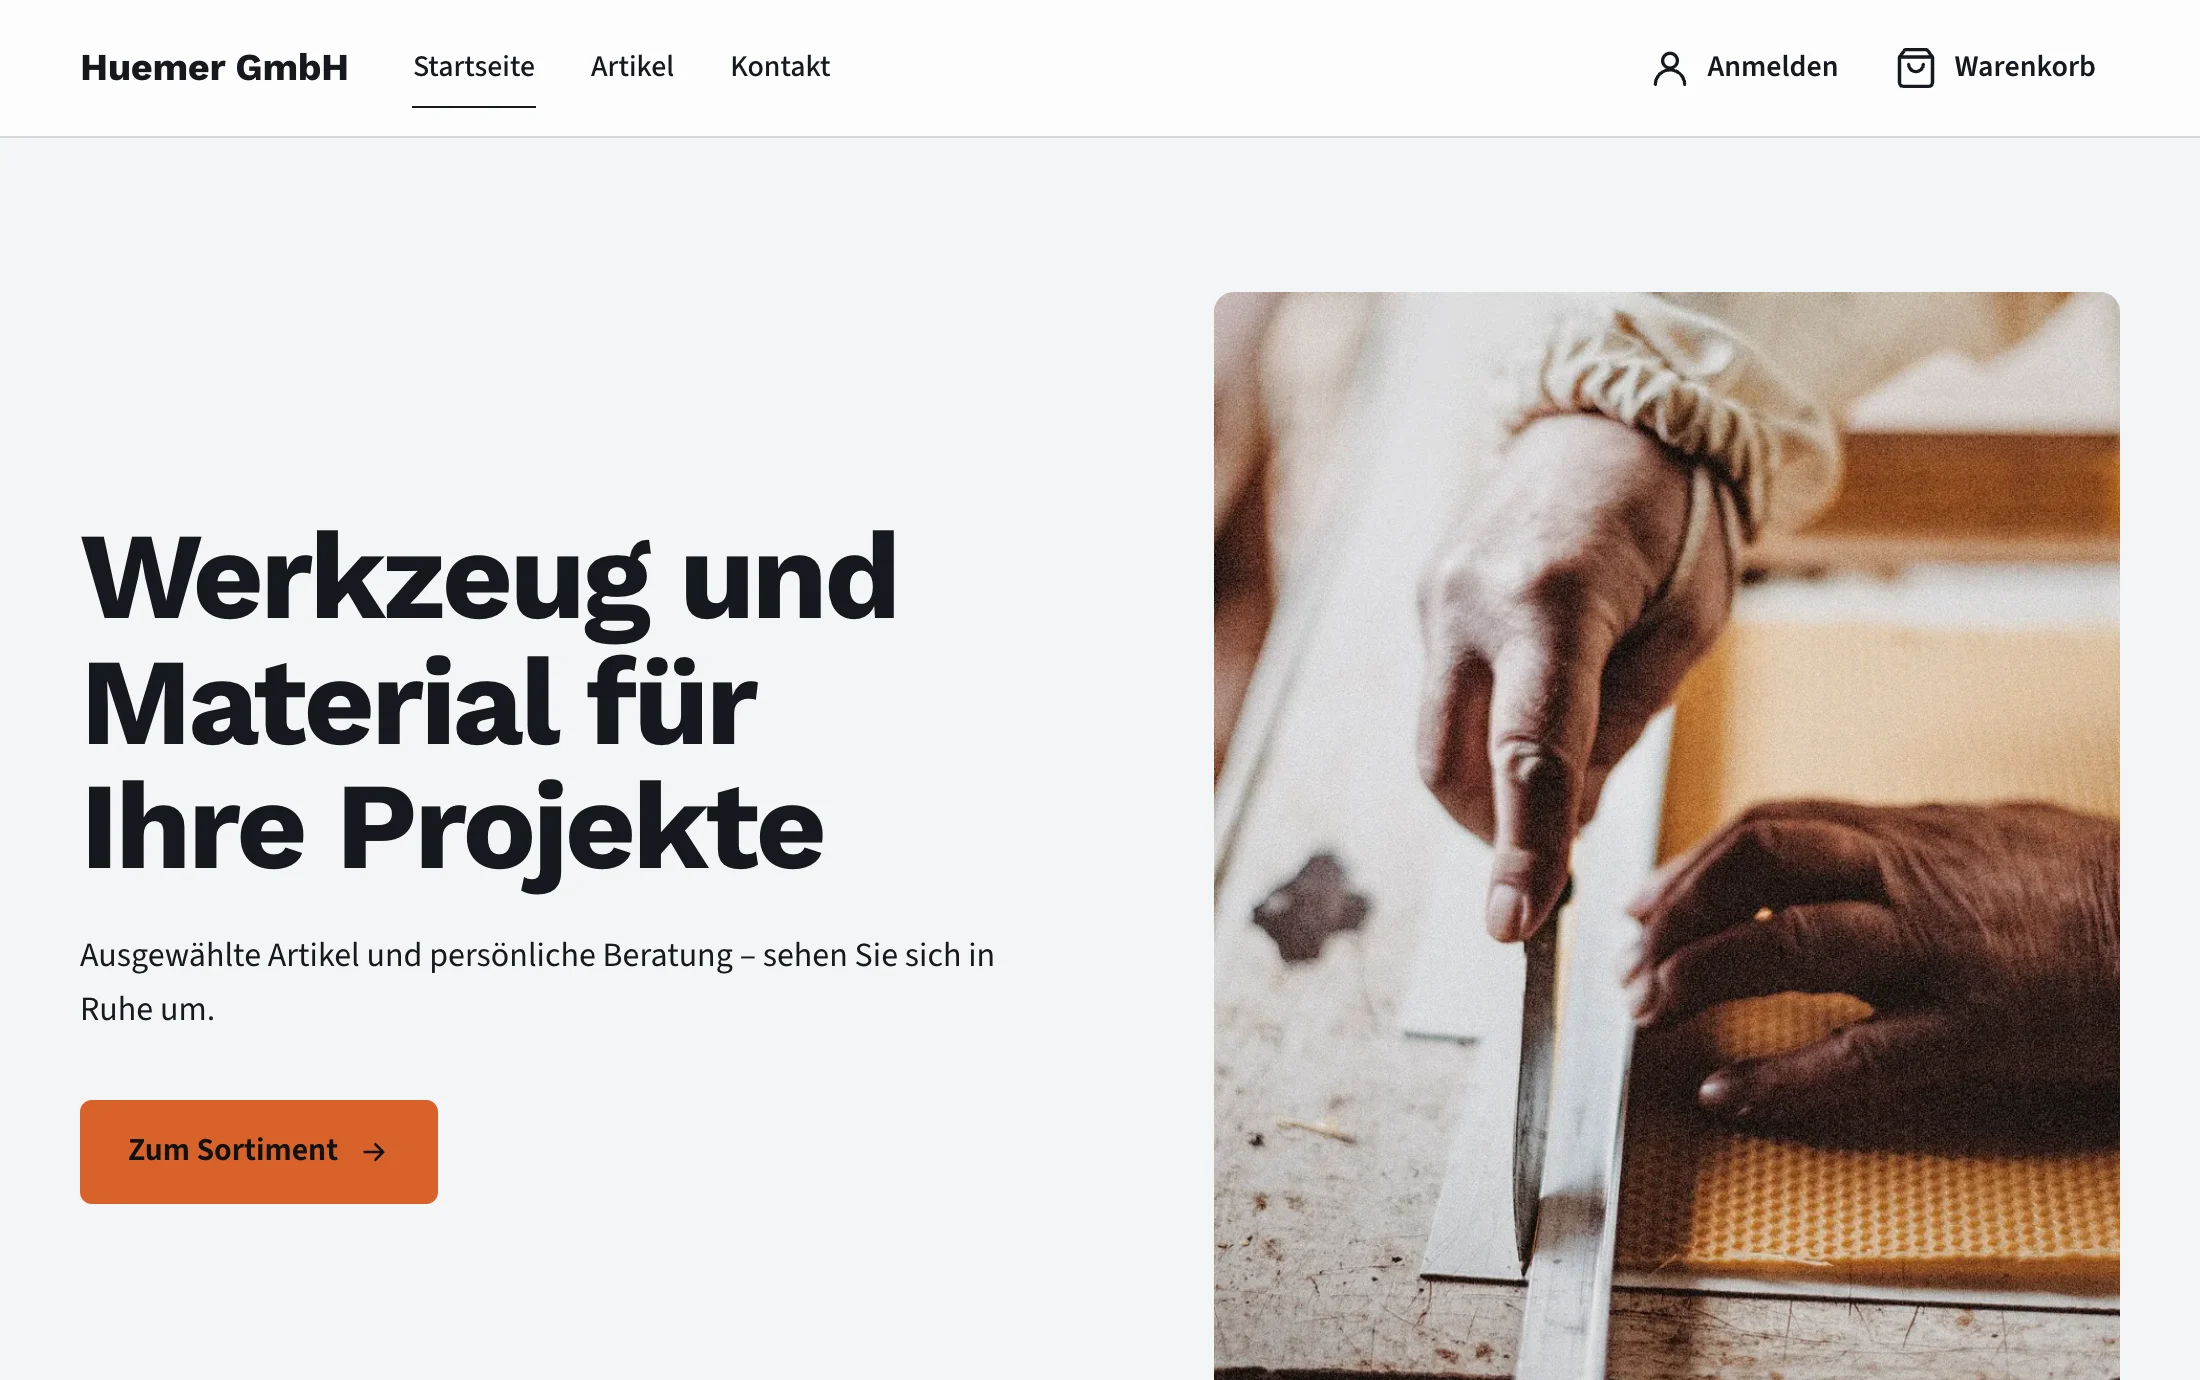 Huemer GmbH Startseite Artikel Kontakt Anmelden Warenkorb
Werkzeug und
Material für
Ihre Projekte
Ausgewählte Artikel und persönliche Beratung – sehen Sie sich in
Ruhe um.
Zum Sortiment →